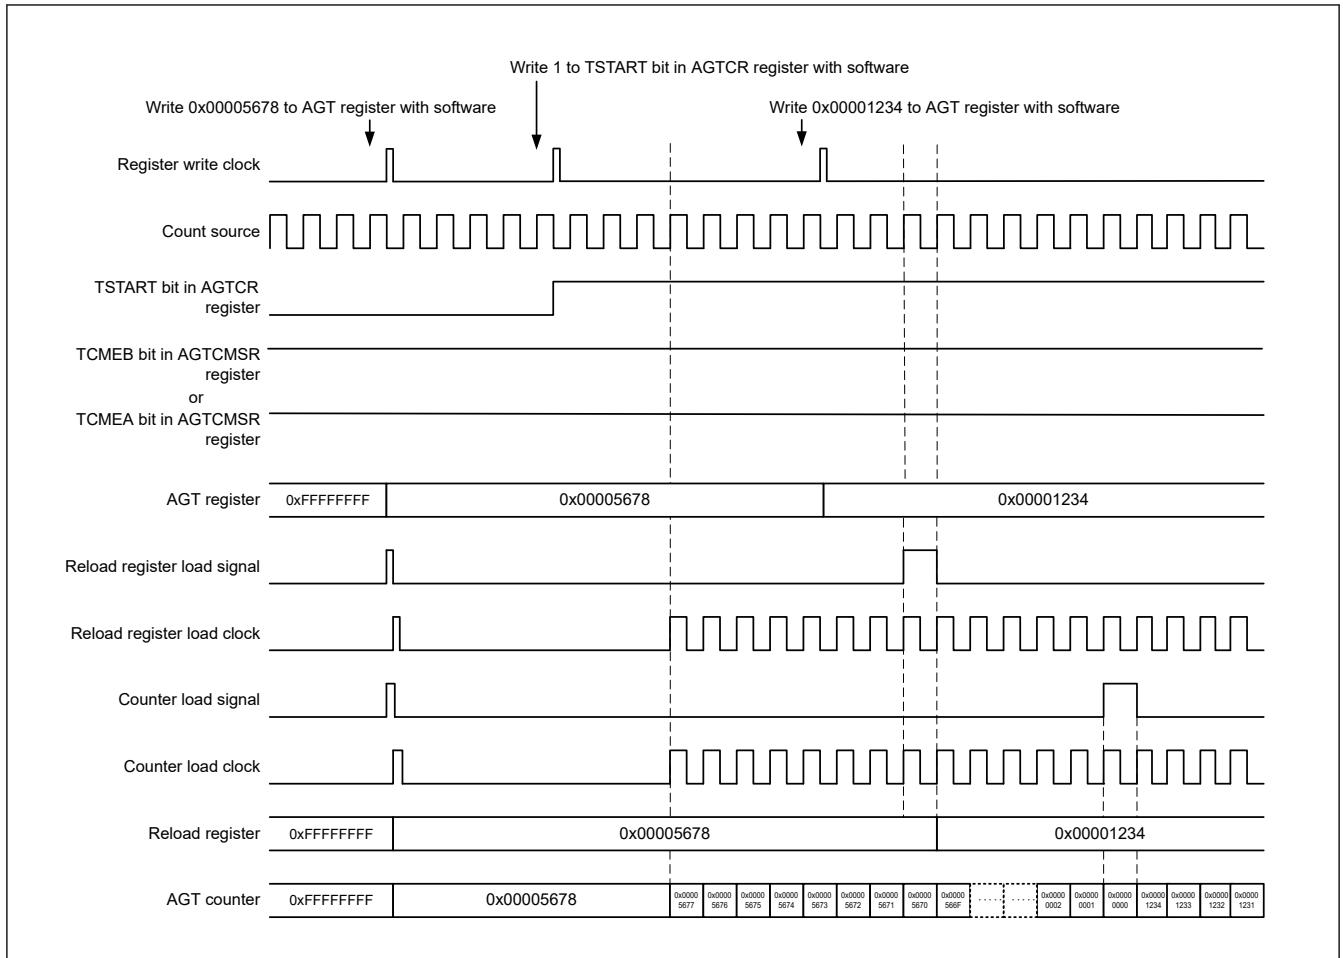 Write 1 to TSTART bit in AGTCR register with software
Write 0x00005678 to AGT register with software
Write 0x00001234 to AGT register with software
Register write clock
Count source
TSTART bit in AGTCR
register
TCMEB bit in AGTCMSR
register
or
TCMEA bit in AGTCMSR
register
AGT register
0xFFFFFFFF
0x00005678
0x00001234
Reload register load signal
Reload register load clock
Counter load signal
Counter load clock
Reload register
0xFFFFFFFF
0x00005678
0x00001234
AGT counter
0xFFFFFFFF
0x00005678
0x0000
5677
0x0000
5676
0x0000
5675
0x0000
5674
0x0000
5673
0x0000
5672
0x0000
5671
0x0000
5670
0x0000
566F
.....
.....
0x0000
0002
0x0000
0001
0x0000
0000
0x0000
1234
0x0000
1233
0x0000
1232
0x0000
1231